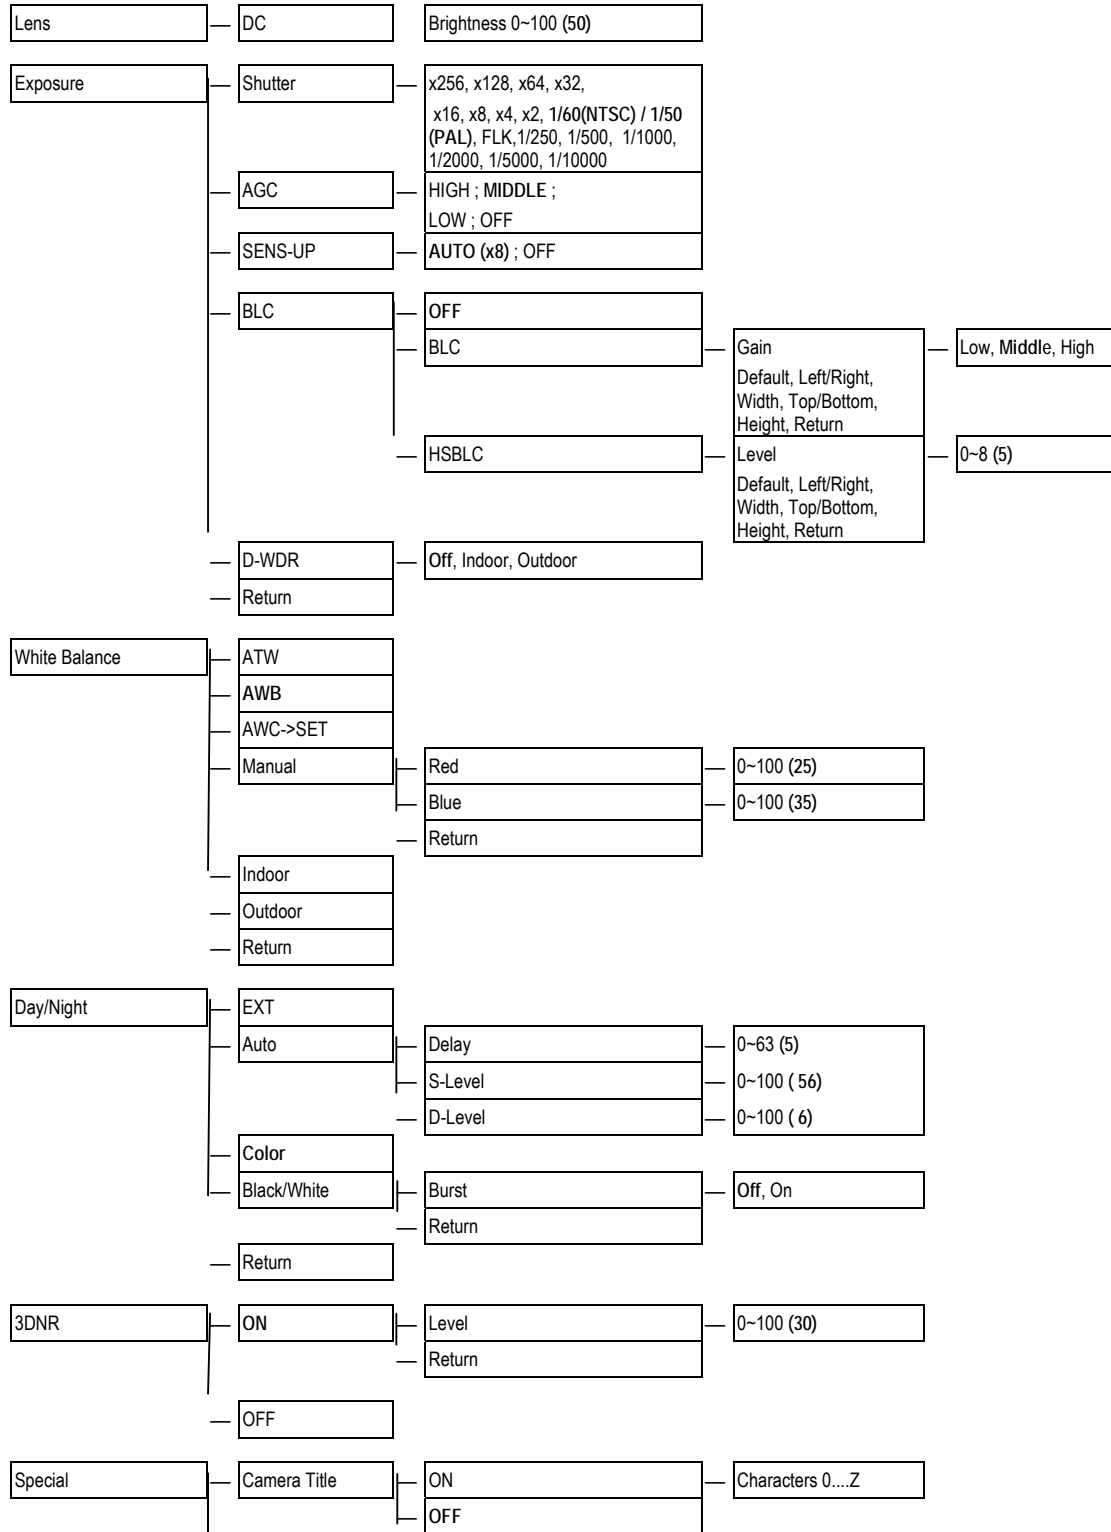 Lens DC Brightness 0~100 (50)
Exposure Shutter x256, x128, x64, x32,
x16, x8, x4, x2, 1/60(NTSC) / 1/50
(PAL), FLK,1/250, 1/500, 1/1000,
1/2000, 1/5000, 1/10000
AGC HIGH ; MIDDLE ;
LOW ; OFF
SENS-UP AUTO (x8) ; OFF
BLC OFF
BLC Gain Low, Middle, High
Default, Left/Right,
Width, Top/Bottom,
Height, Return
HSBLC Level 0~8 (5)
Default, Left/Right,
Width, Top/Bottom,
Height, Return
D-WDR Off, Indoor, Outdoor
Return
White Balance ATW
AWB
AWC->SET
Manual Red 0~100 (25)
Blue 0~100 (35)
Return
Indoor
Outdoor
Return
Day/Night EXT
Auto Delay 0~63 (5)
S-Level 0~100 ( 56)
D-Level 0~100 ( 6)
Color
Black/White Burst Off, On
Return
Return
3DNR ON Level 0~100 (30)
Return
OFF
Special Camera Title ON Characters 0....Z
OFF